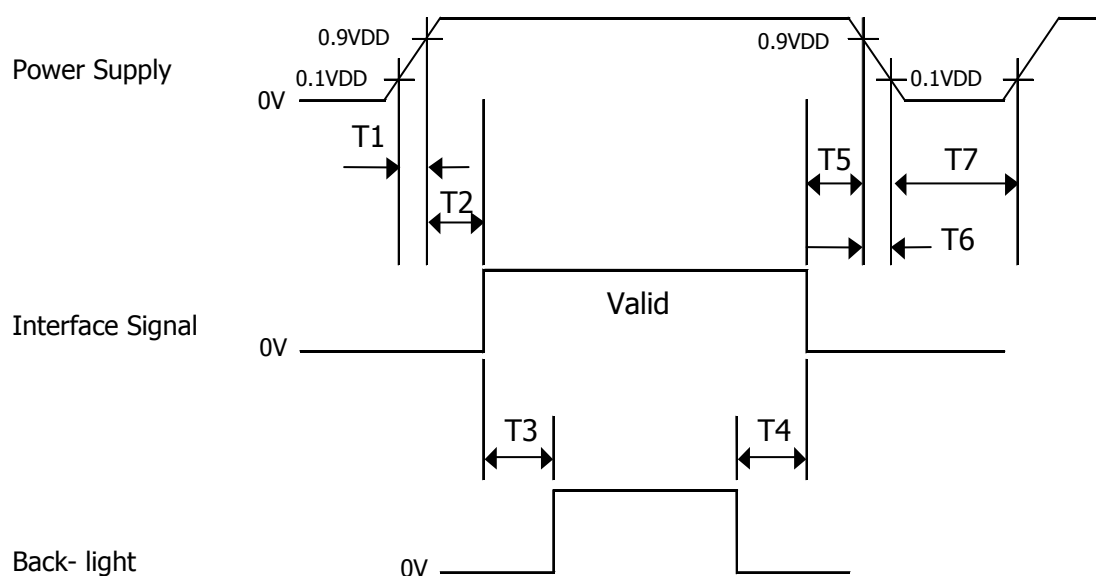 0.9VDD
0.9VDD
Power Supply
0.1VDD
0.1VDD
0V
T1
T5
T7
T2
T6
Valid
Interface Signal
0V
T3
T4
Back- light
0V